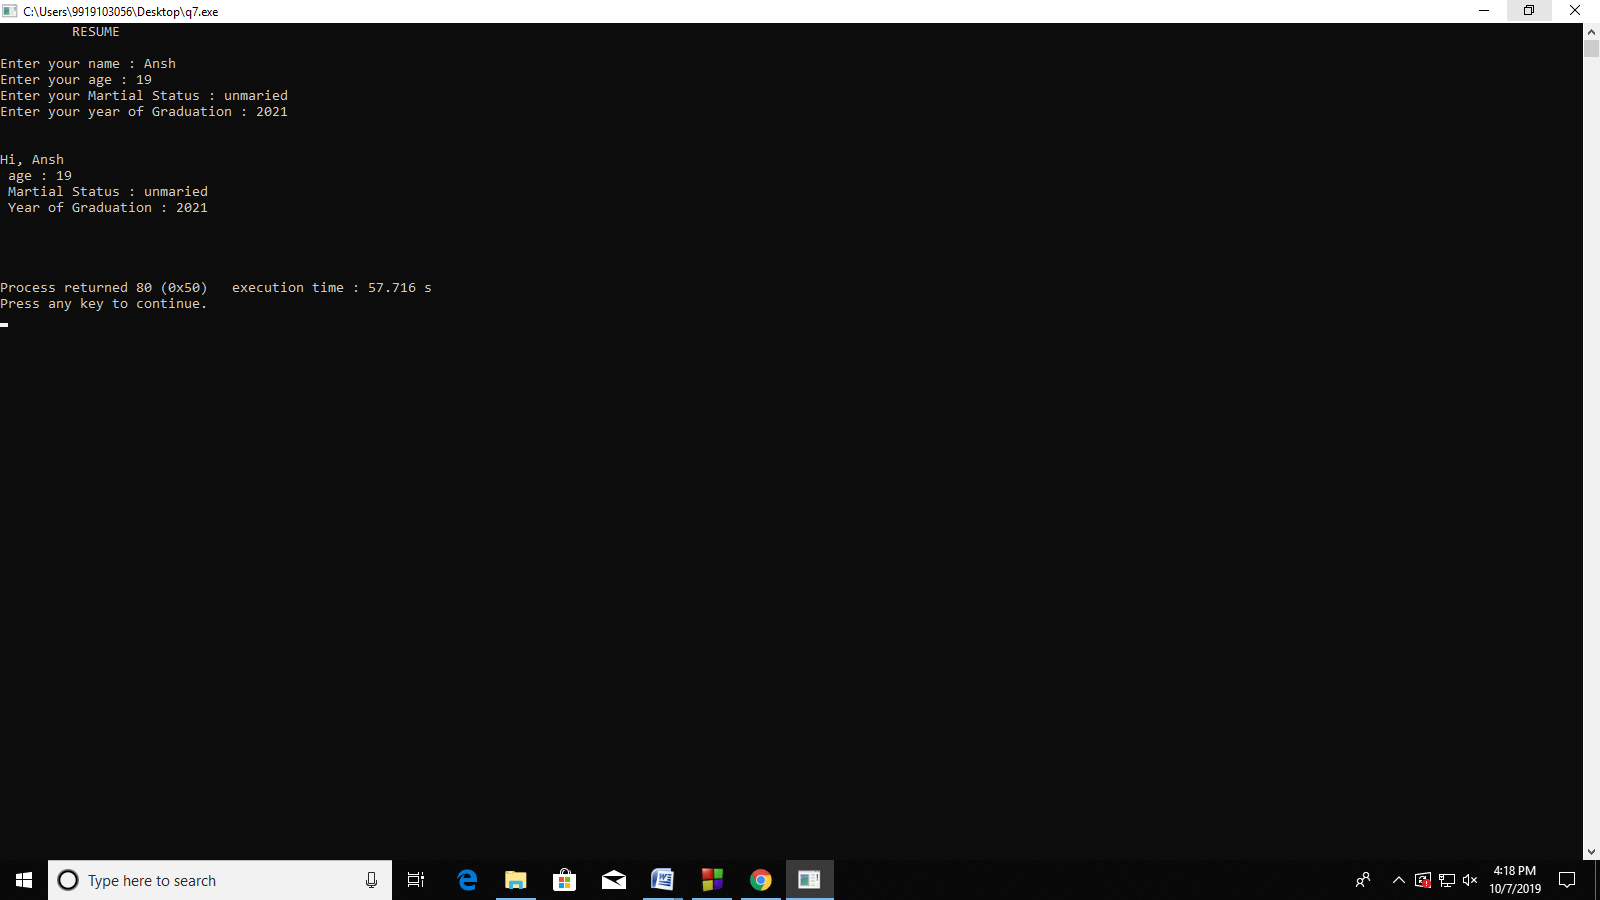 C:\Users\9919103056\Desktop\q7.exe
RESUME
Enter your name : Ansh
Enter your age : 19
Enter your Martial Status : unmaried
Enter your year of Graduation : 2021
Hi, Ansh
age : 19
Martial Status : unmaried
Year of Graduation : 2021
Process returned 80 (0x50)   execution time : 57.716 s
Press any key to continue.
Type here to search
4:18 PM
10/7/2019